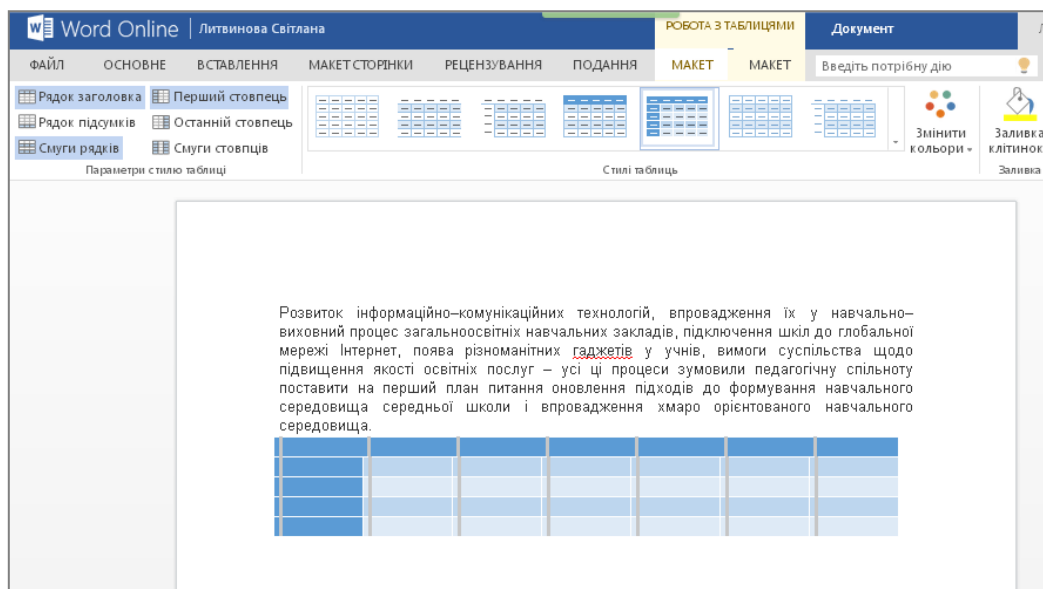 Word Online | Литвинова Світлана
РОБОТА З ТАБЛИЦЯМИ
Документ
ФАЙЛ ОСНОВНЕ ВСТАВЛЕННЯ МАКЕТ СТОРІНКИ РЕЦЕНЗУВАННЯ ПОДАННЯ МАКЕТ МАКЕТ Введіть потрібну дію
Рядок заголовка Перший стовпець
Рядок підсумків Останній стовпець
Смуги рядків Смуги стовпців
Параметри стилю таблиці
Стилі таблиць
Змінити
кольори
Заливка
клітинок
Заливка
Розвиток інформаційно–комунікаційних технологій, впровадження їх у навчально–
виховний процес загальноосвітніх навчальних закладів, підключення шкіл до глобальної
мережі Інтернет, поява різноманітних гаджетів у учнів, вимоги суспільства щодо
підвищення якості освітніх послуг – усі ці процеси зумовили педагогічну спільноту
поставити на перший план питання оновлення підходів до формування навчального
середовища середньої школи і впровадження хмаро орієнтованого навчального
середовища.